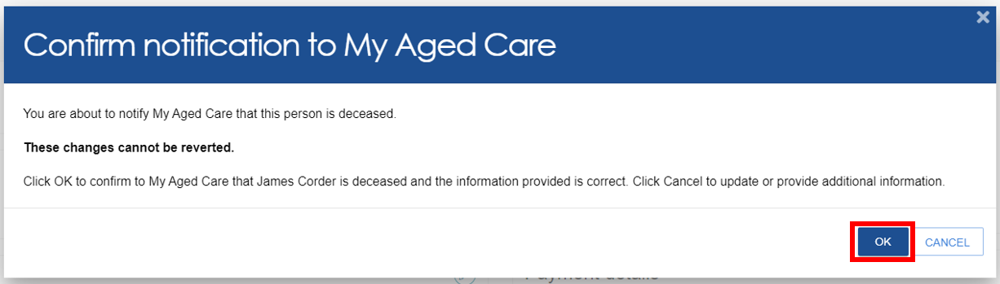 Confirm notification to My Aged Care
You are about to notify My Aged Care that this person is deceased.
These changes cannot be reverted.
Click OK to confirm to My Aged Care that James Corder is deceased and the information provided is correct. Click Cancel to update or provide additional information.
OK
CANCEL
Payment details